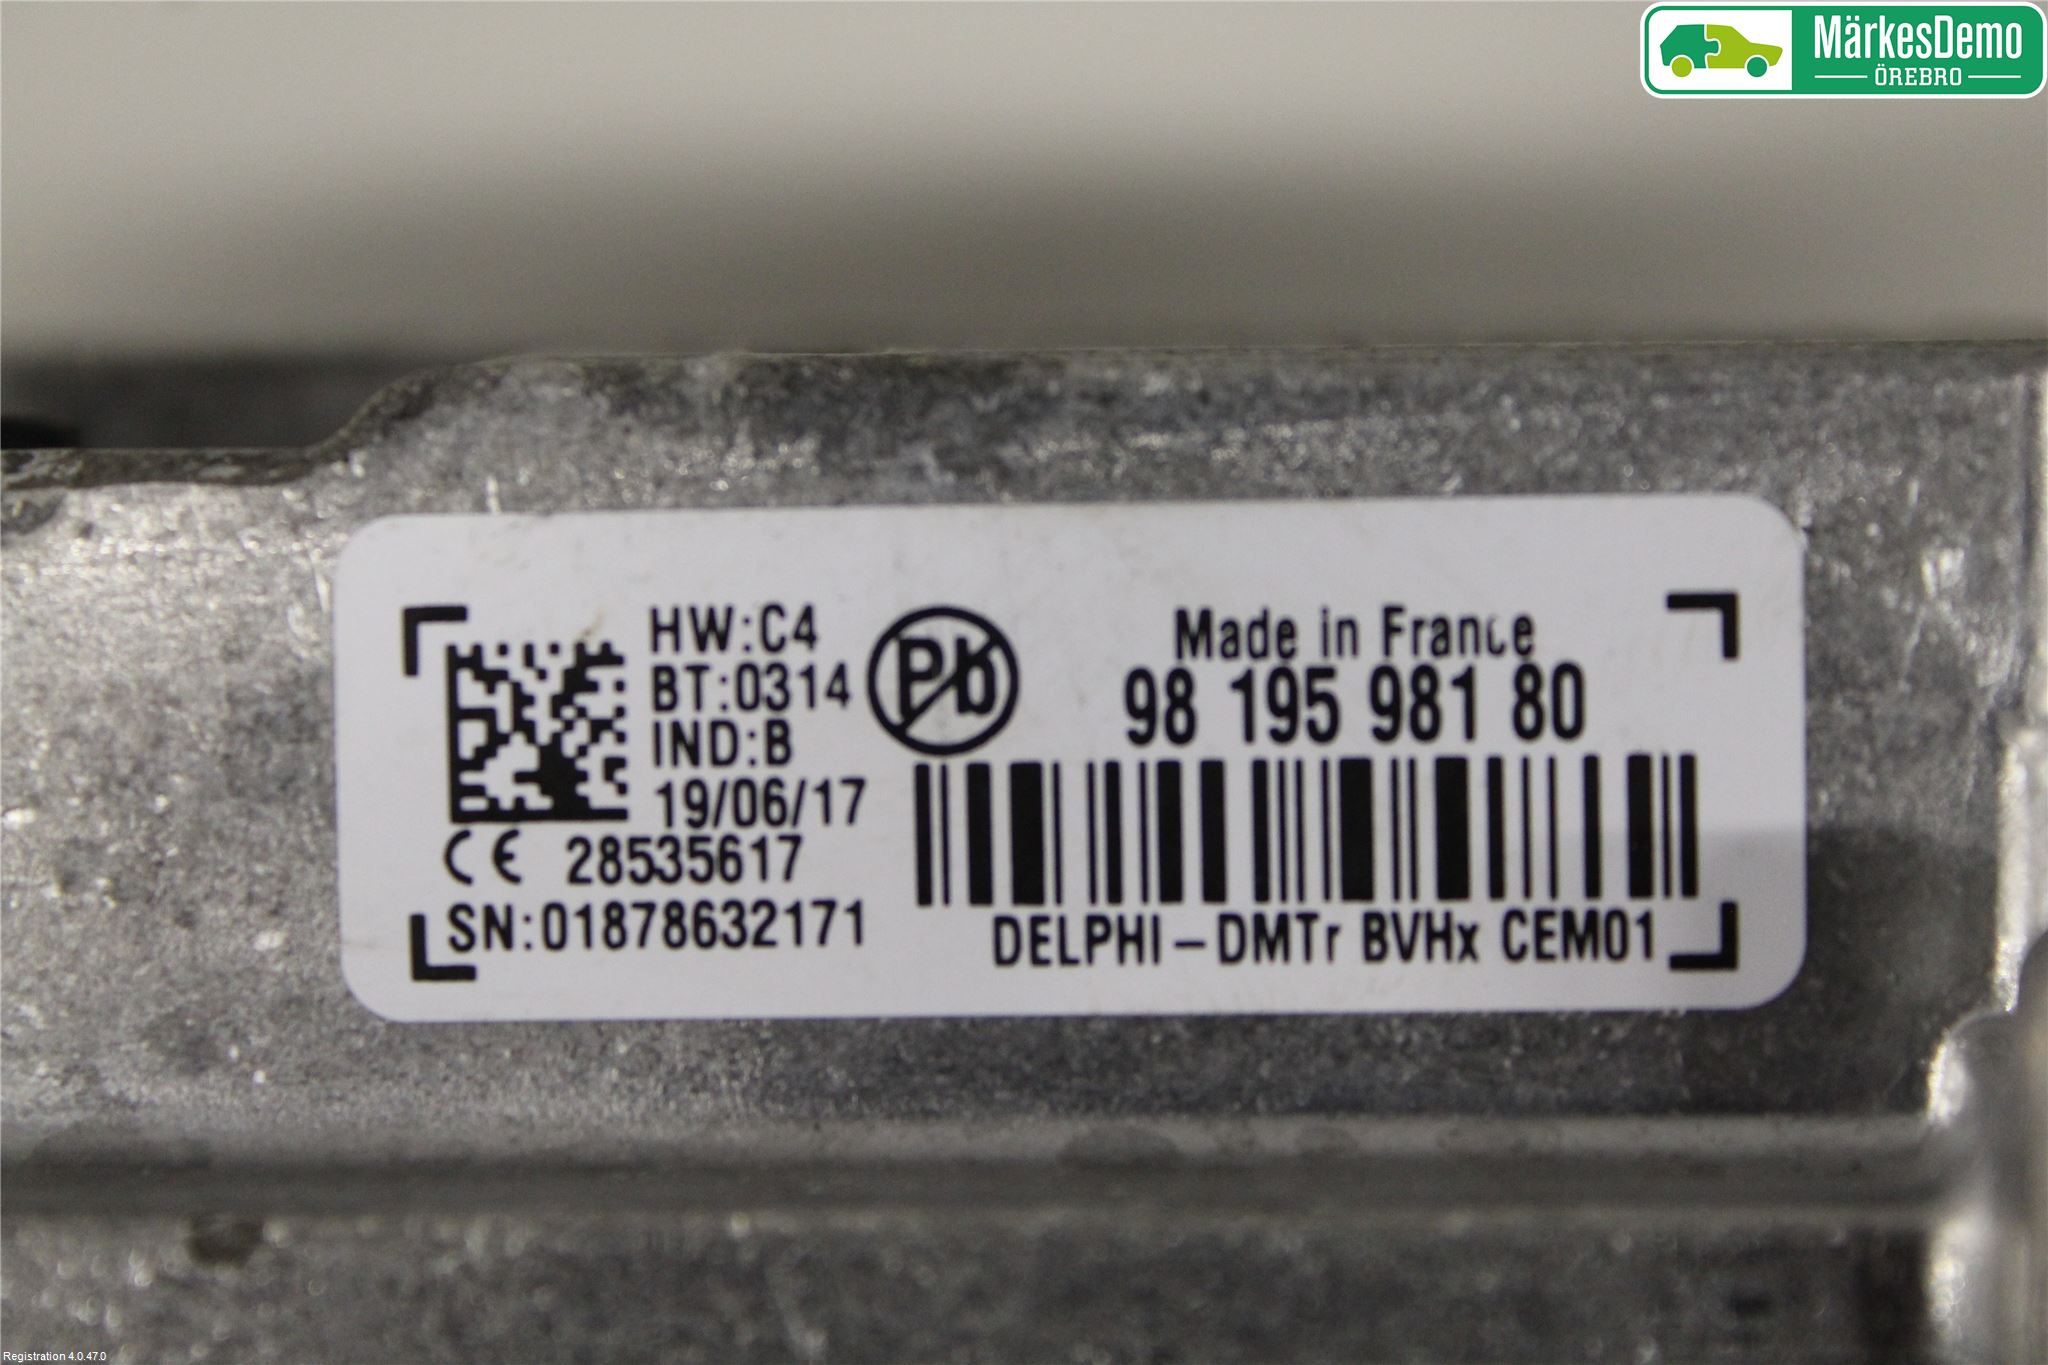 MärkesDemo
ÖREBRO
HW:C4
BT:0314
IND:B
19/06/17
CE 28535617
SN:01878632171
Pb
Made in France
98 195 981 80
DELPHI-DMTr BVHx CEM01
Registration 4.0.47.0